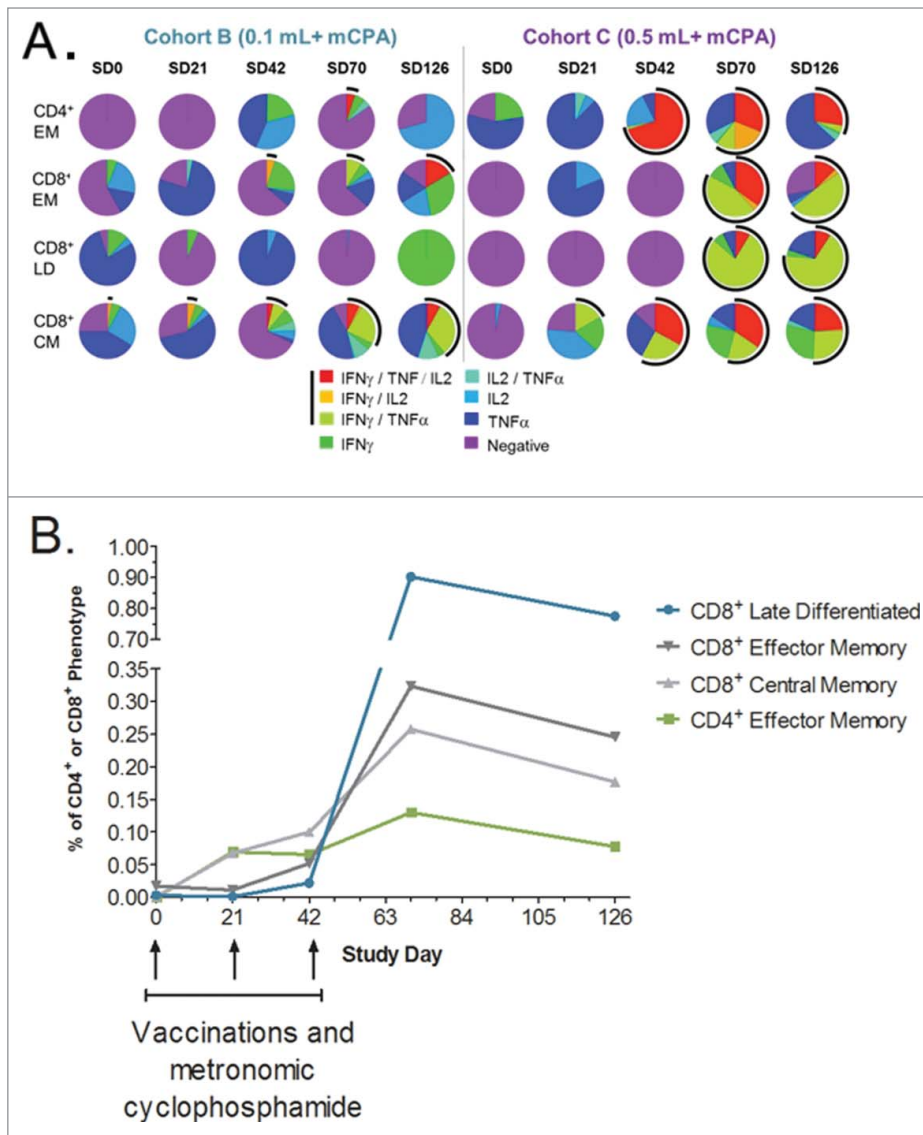 A.
Cohort B (0.1 mL+ mCPA) Cohort C (0.5 mL+ mCPA)
SD0 SD21 SD42 SD70 SD126 SD0 SD21 SD42 SD70 SD126
CD4+
EM
CD8+
EM
CD8+
LD
CD8+
CM
IFNγ / TNF / IL2
IFNγ / IL2
IFNγ / TNFα
IFNγ
IL2 / TNFα
IL2
TNFα
Negative
B.
% of CD4+ or CD8+ Phenotype
1.00
0.90
0.80
0.70
0.35
0.30
0.25
0.20
0.15
0.10
0.05
0.00
0 21 42 63 84 105 126
Study Day
CD8+ Late Differentiated
CD8+ Effector Memory
CD8+ Central Memory
CD4+ Effector Memory
Vaccinations and
metronomic
cyclophosphamide